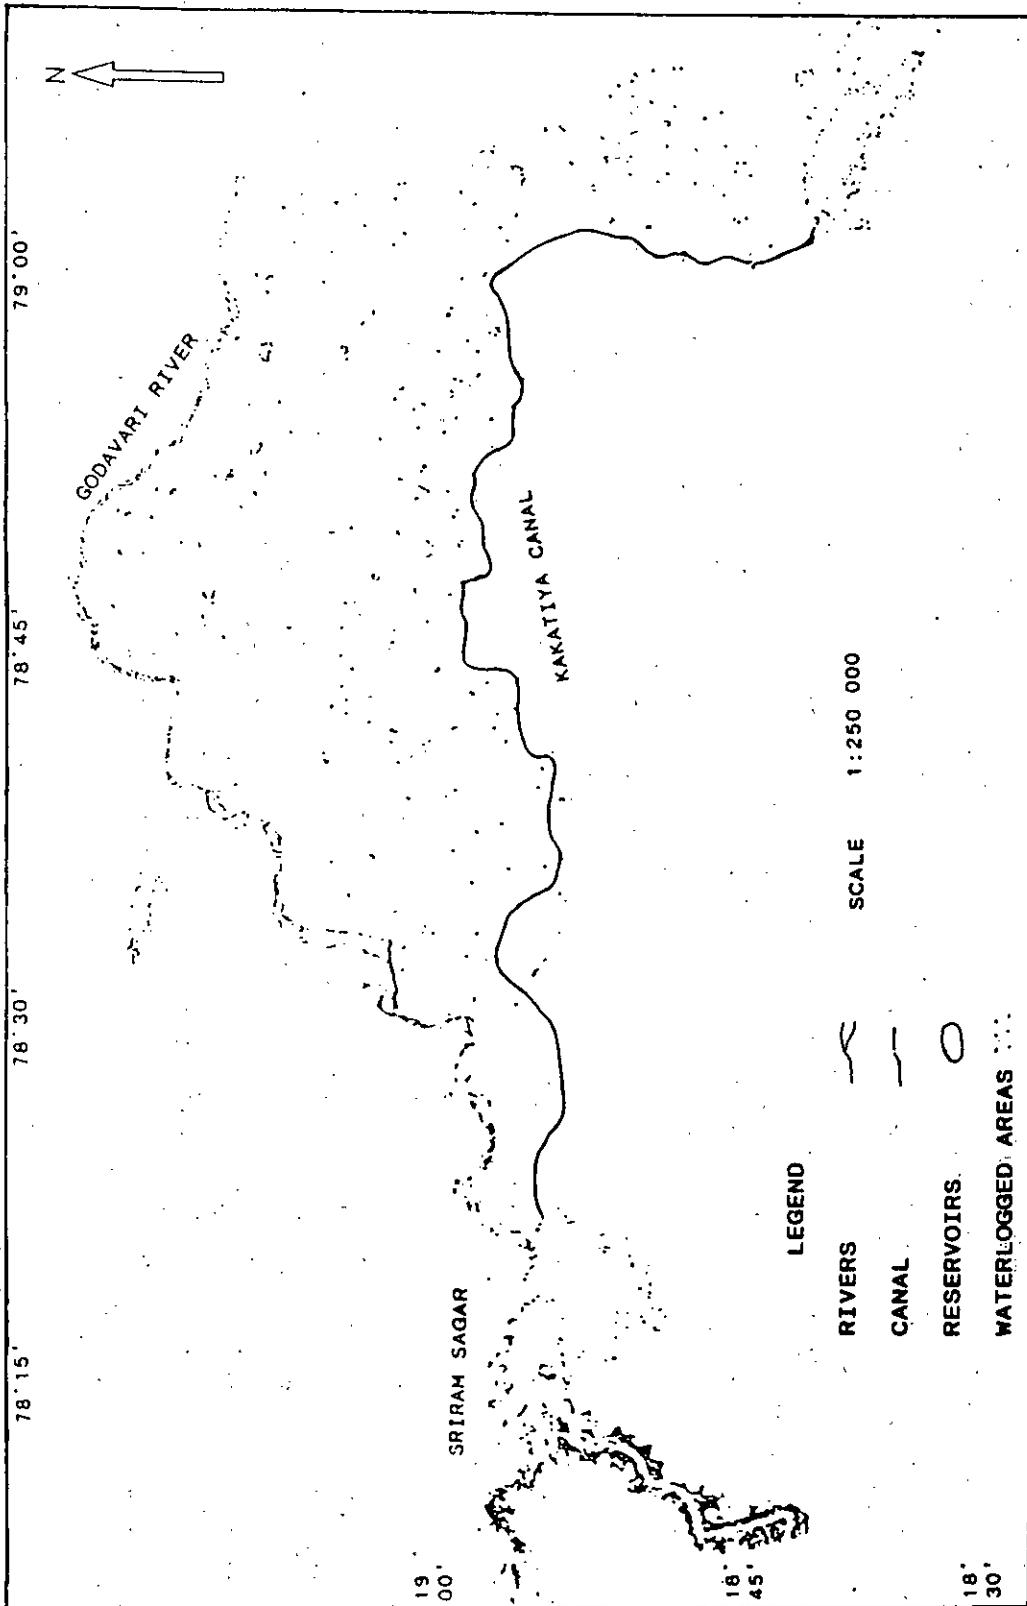 N
78°15'
78°30'
78°45'
79°00'
GODAVARI RIVER
SRIRAM SAGAR
KAKATIYA CANAL
19°
00'
18°
45'
18°
30'
LEGEND
RIVERS
CANAL
RESERVOIRS
WATERLOGGED AREAS
SCALE 1:250 000